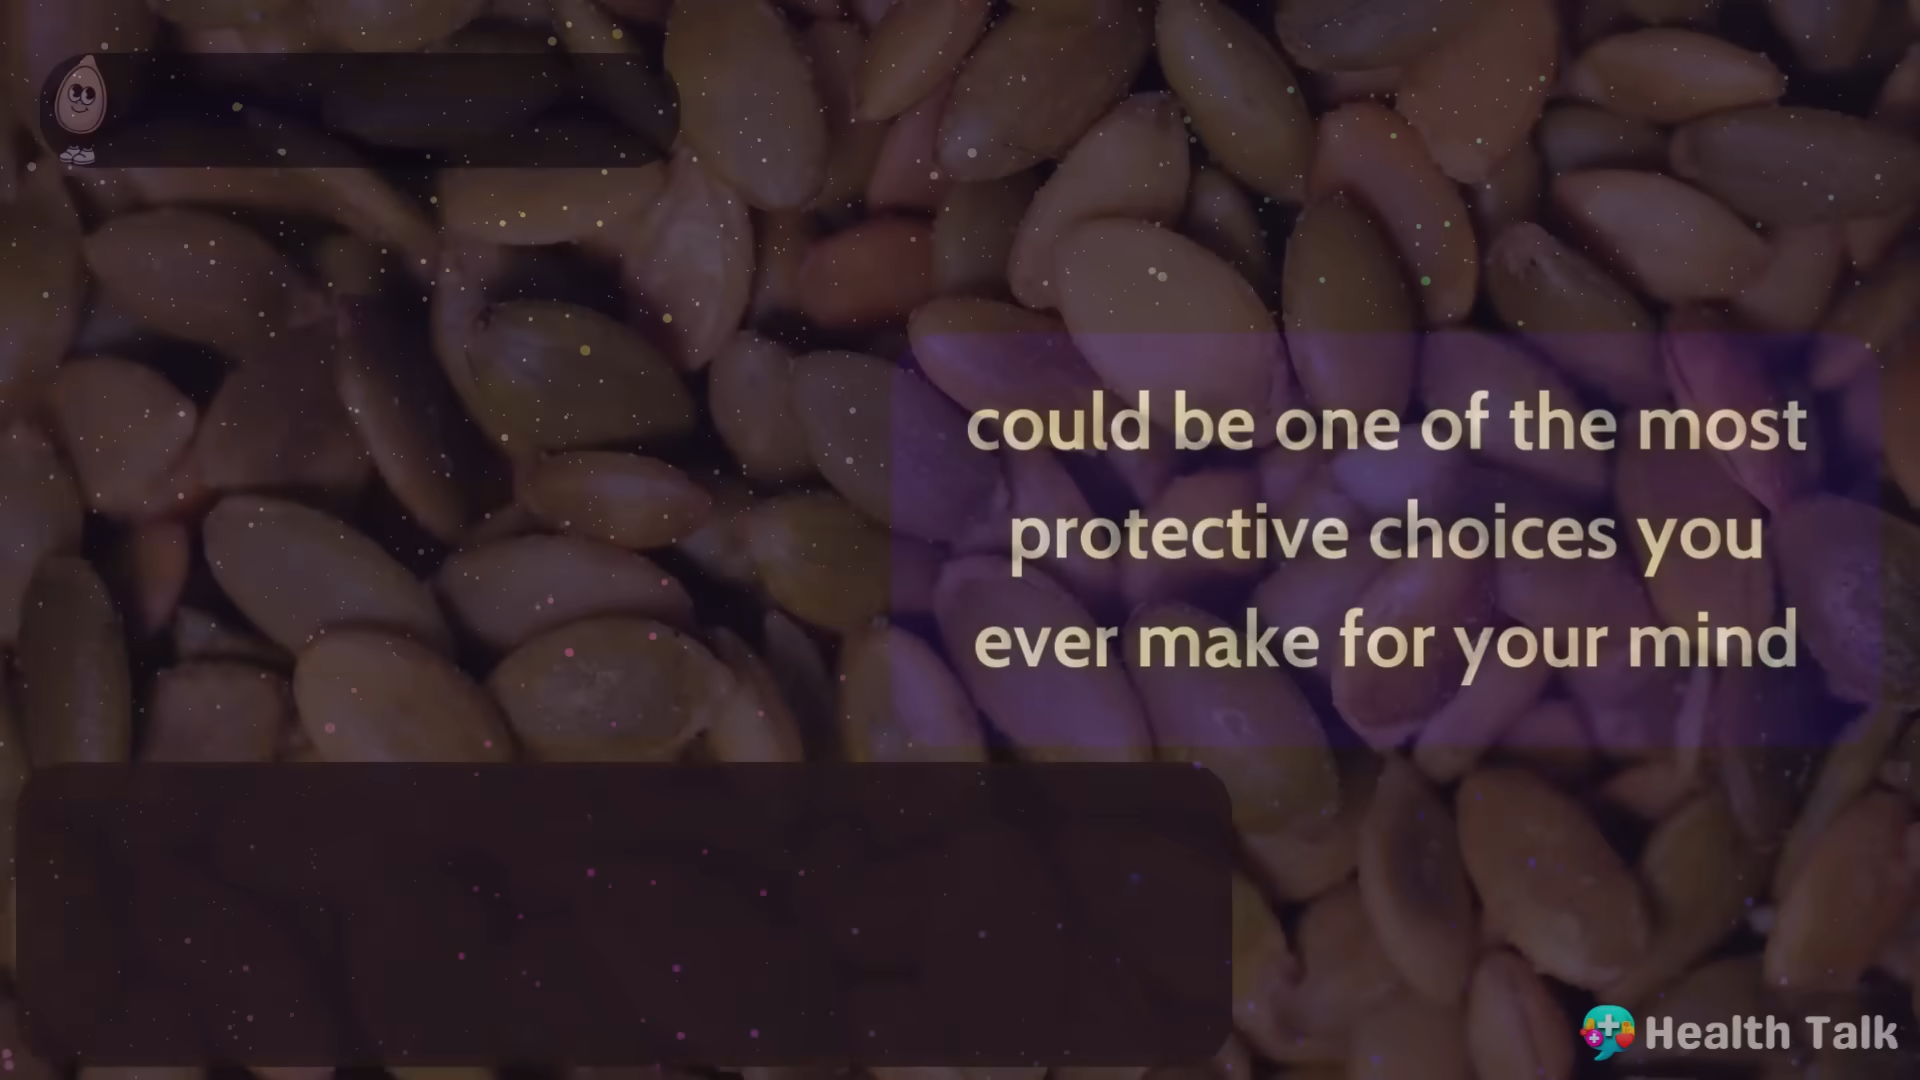 could be one of the most
protective choices you
ever make for your mind
Health Talk